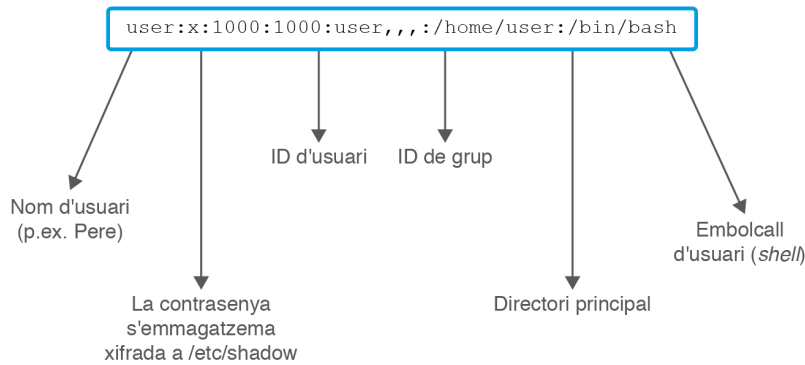 user:x:1000:1000:user,,,:/home/user:/bin/bash
ID d'usuari
ID de grup
Nom d'usuari
(p.ex. Pere)
Embolcall
d'usuari (shell)
La contrasenya
s'emmagatzema
xifrada a /etc/shadow
Directori principal